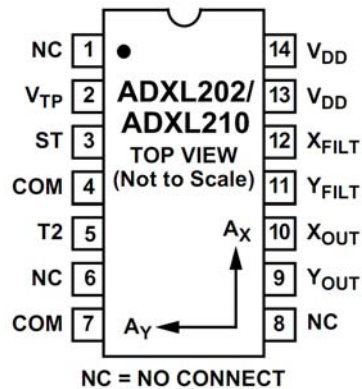 NC 1 14 VDD
VTP 2 13 VDD
ST 3 12 XFILT
COM 4 11 YFILT
T2 5 10 XOUT
NC 6 9 YOUT
COM 7 8 NC
ADXL202/
ADXL210
TOP VIEW
(Not to Scale)
AX
AY
NC = NO CONNECT